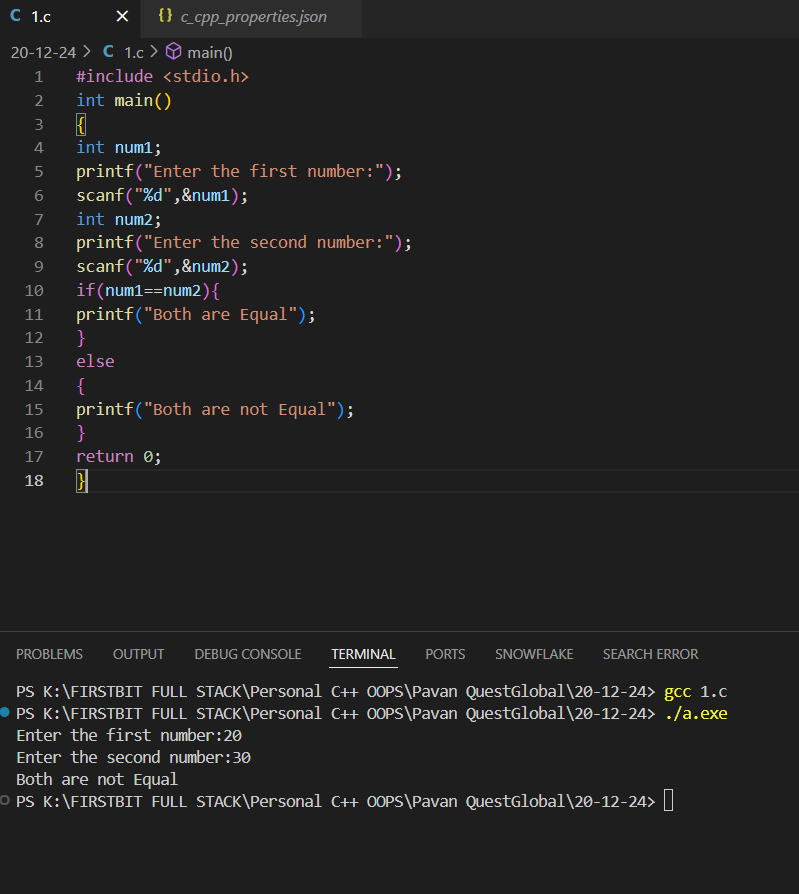 C 1.c × {} c_cpp_properties.json
20-12-24 > C 1.c > main()
1 #include <stdio.h>
2 int main()
3 {
4 int num1;
5 printf("Enter the first number:");
6 scanf("%d",&num1);
7 int num2;
8 printf("Enter the second number:");
9 scanf("%d",&num2);
10 if(num1==num2){
11 printf("Both are Equal");
12 }
13 else
14 {
15 printf("Both are not Equal");
16 }
17 return 0;
18 }
PROBLEMS OUTPUT DEBUG CONSOLE TERMINAL PORTS SNOWFLAKE SEARCH ERROR
PS K:\FIRSTBIT FULL STACK\Personal C++ OOPS\Pavan QuestGlobal\20-12-24> gcc 1.c
PS K:\FIRSTBIT FULL STACK\Personal C++ OOPS\Pavan QuestGlobal\20-12-24> ./a.exe
Enter the first number:20
Enter the second number:30
Both are not Equal
PS K:\FIRSTBIT FULL STACK\Personal C++ OOPS\Pavan QuestGlobal\20-12-24>